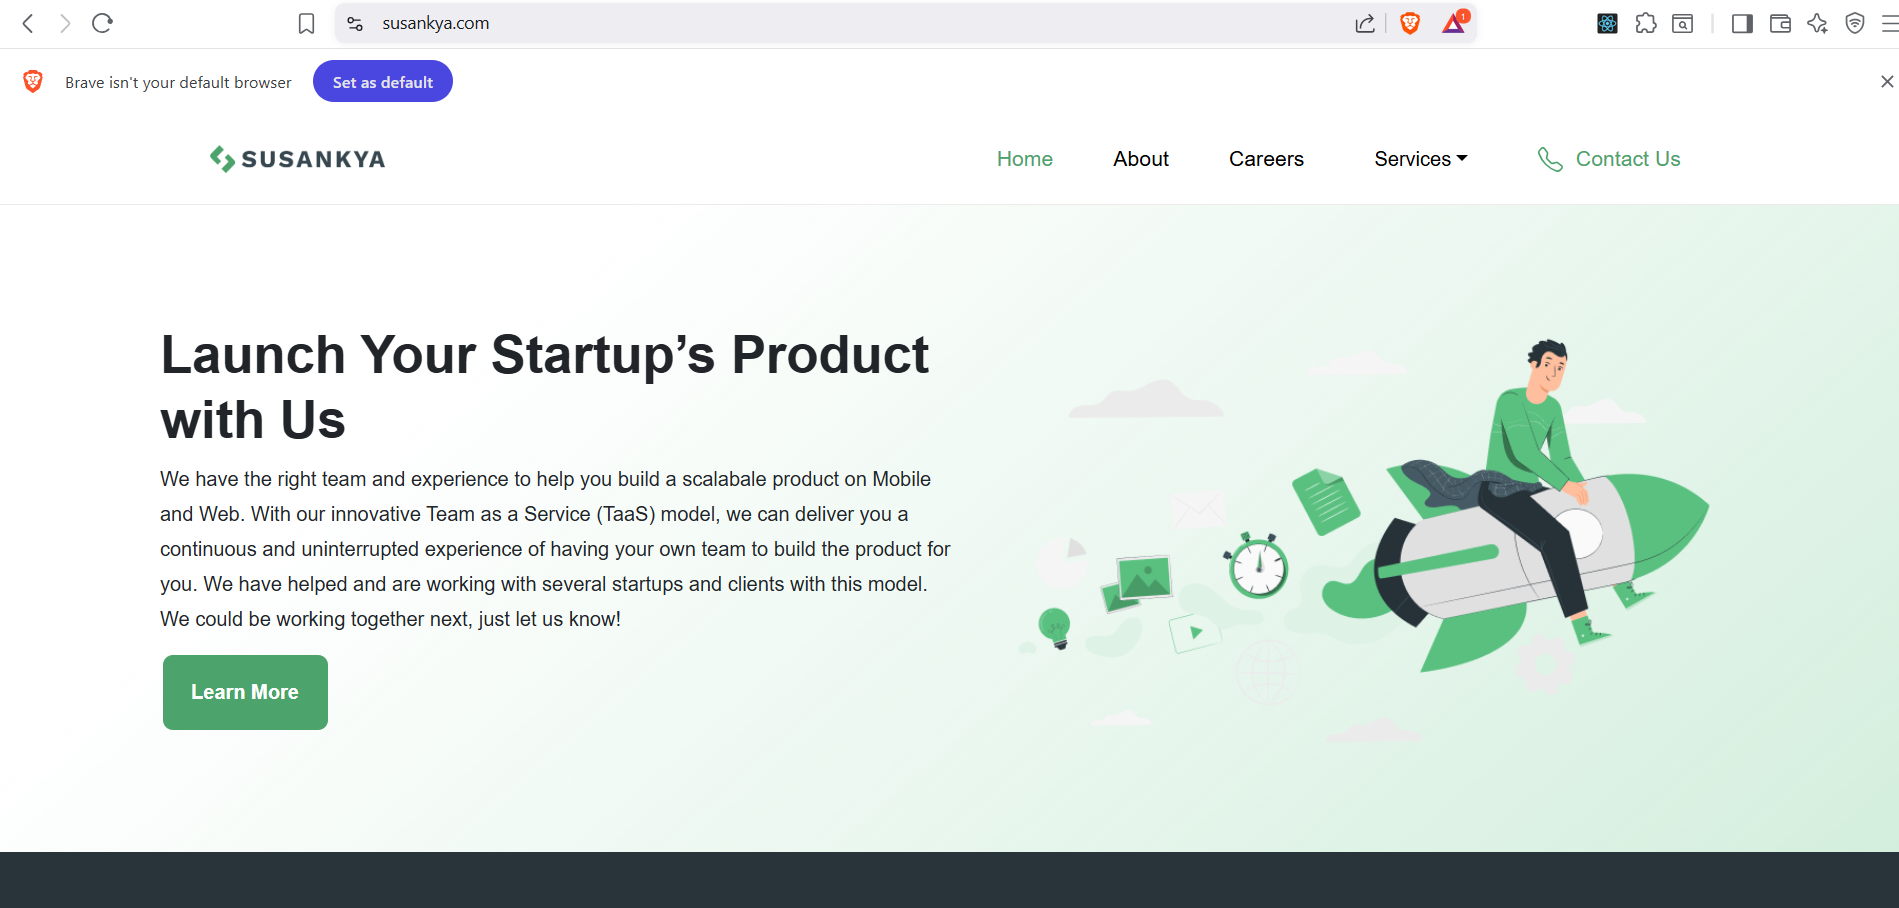 susankya.com
1
Brave isn't your default browser
Set as default
SUSANKYA
Home
About
Careers
Services
Contact Us
Launch Your Startup’s Product
with Us
We have the right team and experience to help you build a scalabale product on Mobile
and Web. With our innovative Team as a Service (TaaS) model, we can deliver you a
continuous and uninterrupted experience of having your own team to build the product for
you. We have helped and are working with several startups and clients with this model.
We could be working together next, just let us know!
Learn More